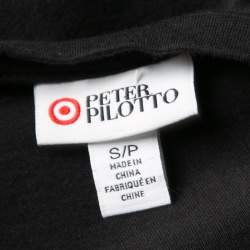 PETER
PILOTTO
S/P
MADE IN
CHINA
FABRIQUÉ EN
CHINE